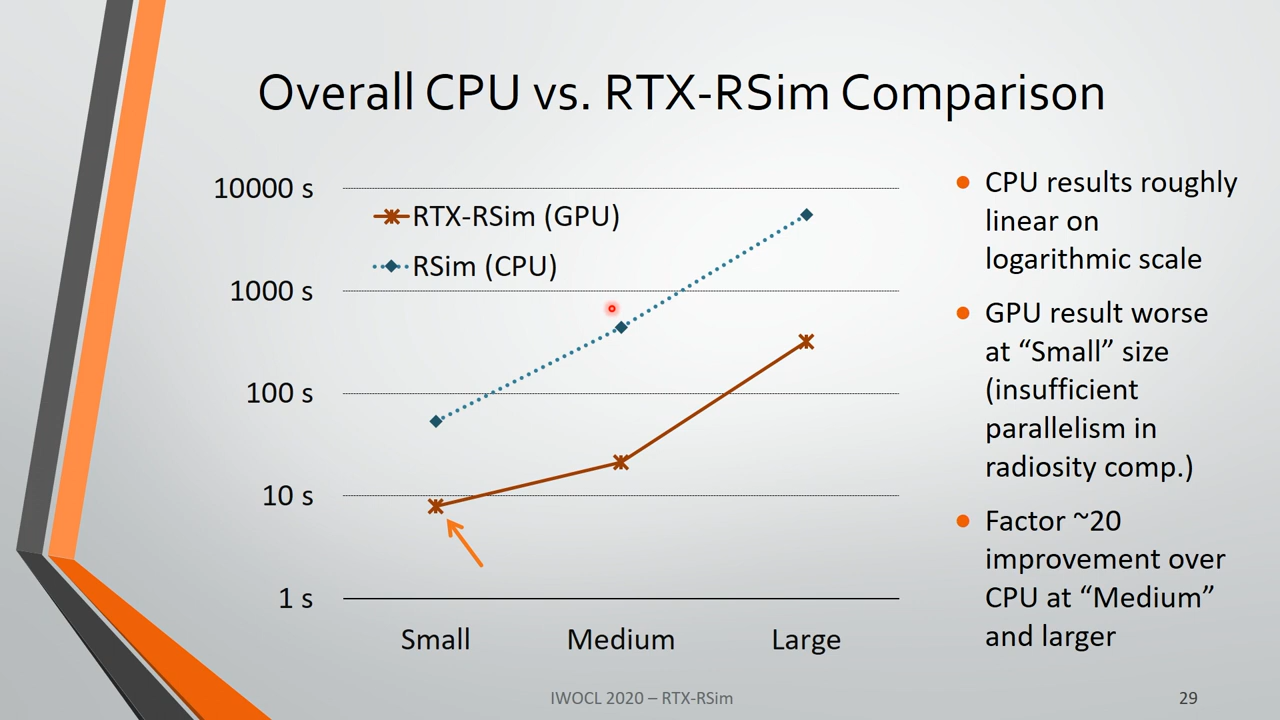 Overall CPU vs. RTX-RSim Comparison
10000 s
1000 s
100 s
10 s
1 s
RTX-RSim (GPU)
RSim (CPU)
Small
Medium
Large
CPU results roughly
linear on
logarithmic scale
GPU result worse
at “Small” size
(insufficient
parallelism in
radiosity comp.)
Factor ~20
improvement over
CPU at “Medium”
and larger
IWOCL 2020 – RTX-RSim
29